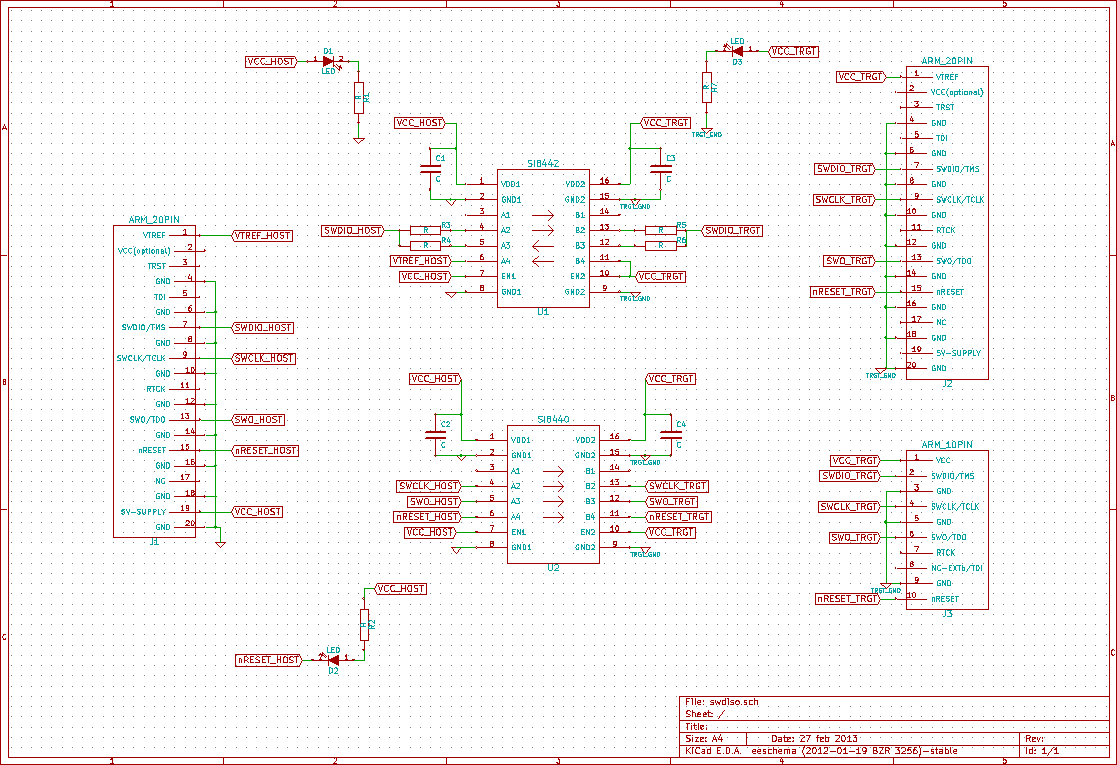 1 2 3 4 5
D1
VCC_HOST 1 2
LED
R R1
LED
1 VCC_TRGT
D3
R
TRGT_GND
A
A
VCC_HOST
VCC_TRGT
C1
C
C
SI8442
1 VDD1 VDD2 16
2 GND1 GND2 15
TRGT_GND
3 A1 B1 14
SWDIO_HOST R R3 4 A2 B2 13 R R5 SWDIO_TRGT
R R4 5 A3 B3 12 R R6
VTREF_HOST 6 A4 B4 11
VCC_HOST 7 EN1 EN2 10 VCC_TRGT
8 GND1 GND2 9
TRGT_GND
U1
ARM_20PIN
VCC_TRGT 1 VTREF
2 VCC(optional)
3 TRST
4 GND
5 TDI
6 GND
SWDIO_TRGT 7 SWDIO/TMS
8 GND
SWCLK_TRGT 9 SWCLK/TCLK
10 GND
11 RTCK
12 GND
SWO_TRGT 13 SWO/TDO
14 GND
nRESET_TRGT 15 nRESET
16 GND
17 NC
18 GND
19 5V-SUPPLY
20 GND
TRGT_GND
J2
ARM_20PIN
VTREF 1 VTREF_HOST
VCC(optional) 2
TRST 3
GND 4
TDI 5
GND 6
SWDIO/TMS 7 SWDIO_HOST
GND 8
SWCLK/TCLK 9 SWCLK_HOST
GND 10
RTCK 11
GND 12
SWO/TDO 13 SWO_HOST
GND 14
nRESET 15 nRESET_HOST
GND 16
NC 17
GND 18
5V-SUPPLY 19 VCC_HOST
GND 20
J1
B
B
VCC_HOST
VCC_TRGT
C2
C
C4
C
SI8440
1 VDD1 VDD2 16
2 GND1 GND2 15
TRGT_GND
3 A1 B1 14
SWCLK_HOST 4 A2 B2 13 SWCLK_TRGT
SWO_HOST 5 A3 B3 12 SWO_TRGT
nRESET_HOST 6 A4 B4 11 nRESET_TRGT
VCC_HOST 7 EN1 EN2 10 VCC_TRGT
8 GND1 GND2 9
TRGT_GND
U2
ARM_10PIN
VCC_TRGT 1 VCC
SWDIO_TRGT 2 SWDIO/TMS
3 GND
SWCLK_TRGT 4 SWCLK/TCLK
5 GND
SWO_TRGT 6 SWO/TDO
7 RTCK
8 NC-EXTb/TDI
9 GND
TRGT_GND
nRESET_TRGT 10 nRESET
J3
VCC_HOST
R2
LED
nRESET_HOST 1
D2
C
C
File: swdiso.sch
Sheet: /
Title:
Size: A4 Date: 27 feb 2013 Rev:
KiCad E.D.A. eeschema (2012-01-19 BZR 3256)-stable Id: 1/1
1 2 3 4 5